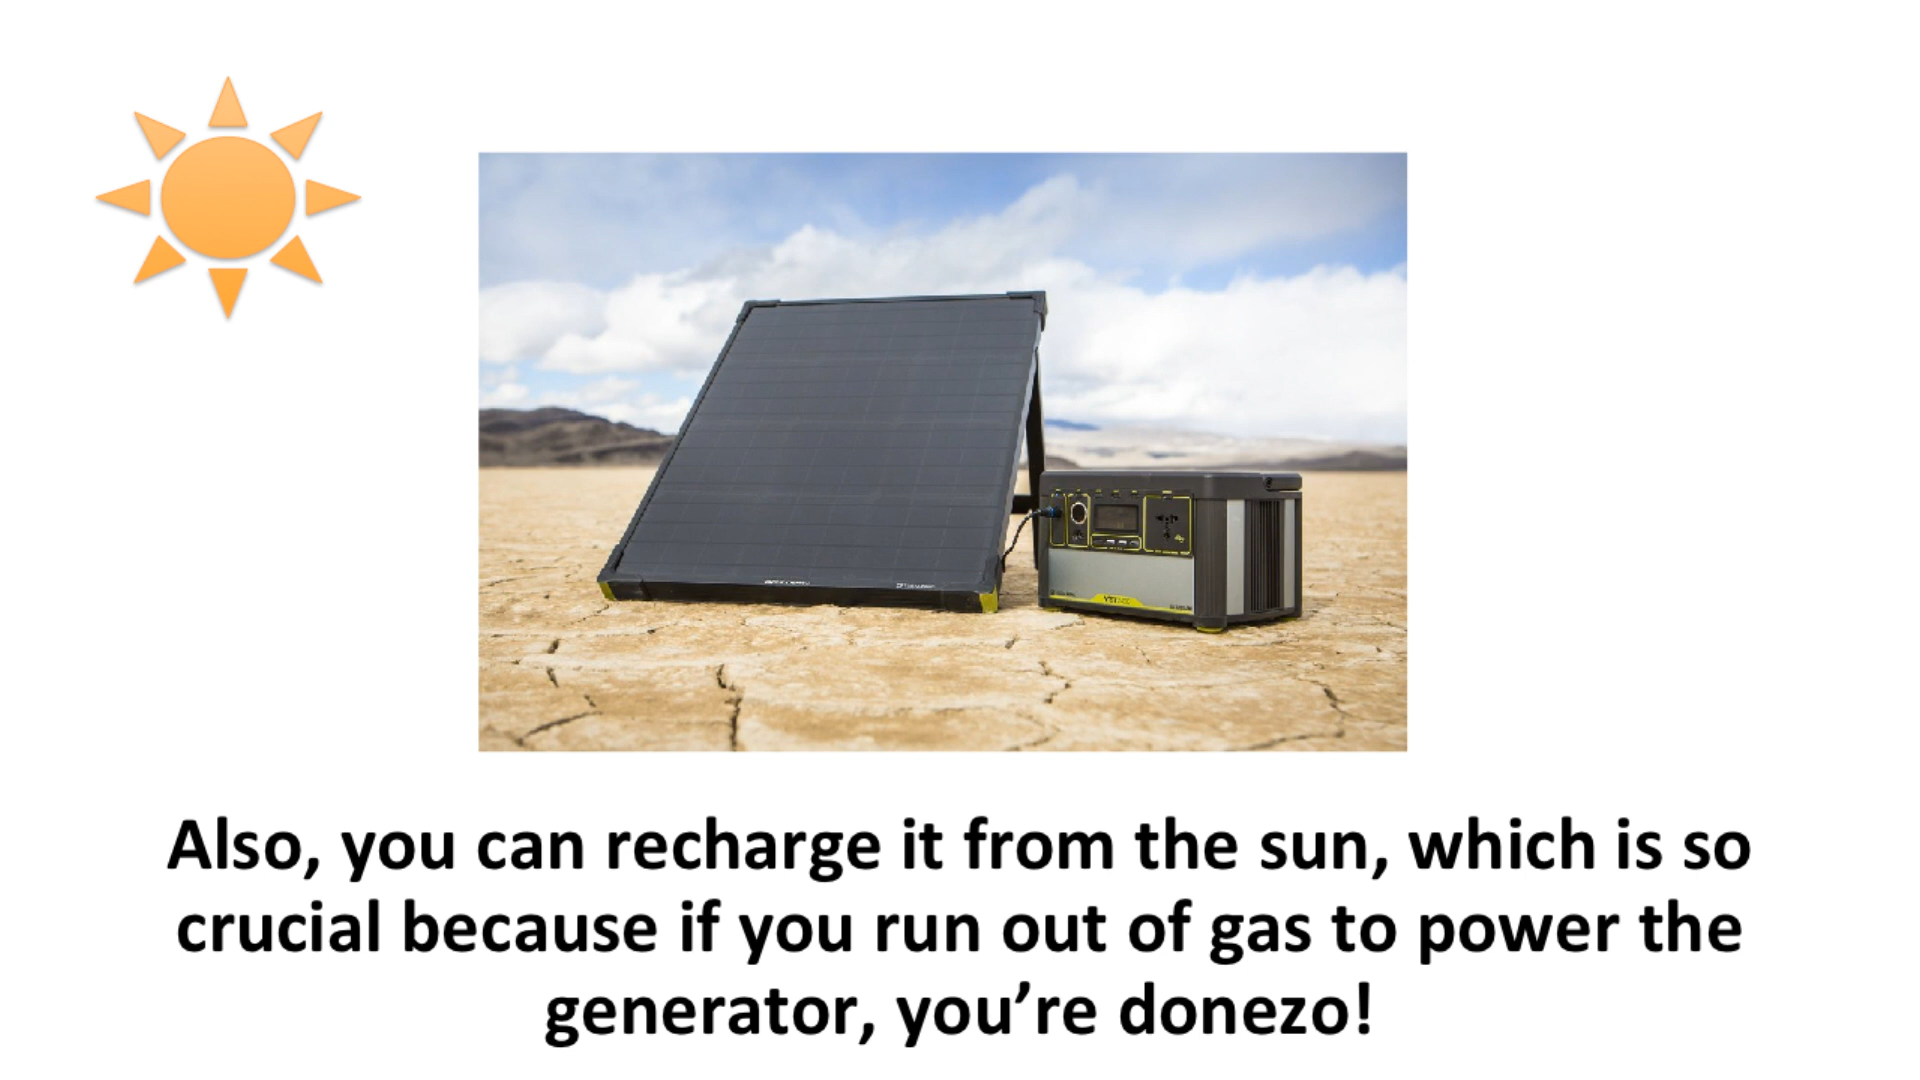 Also, you can recharge it from the sun, which is so
crucial because if you run out of gas to power the
generator, you’re donezo!